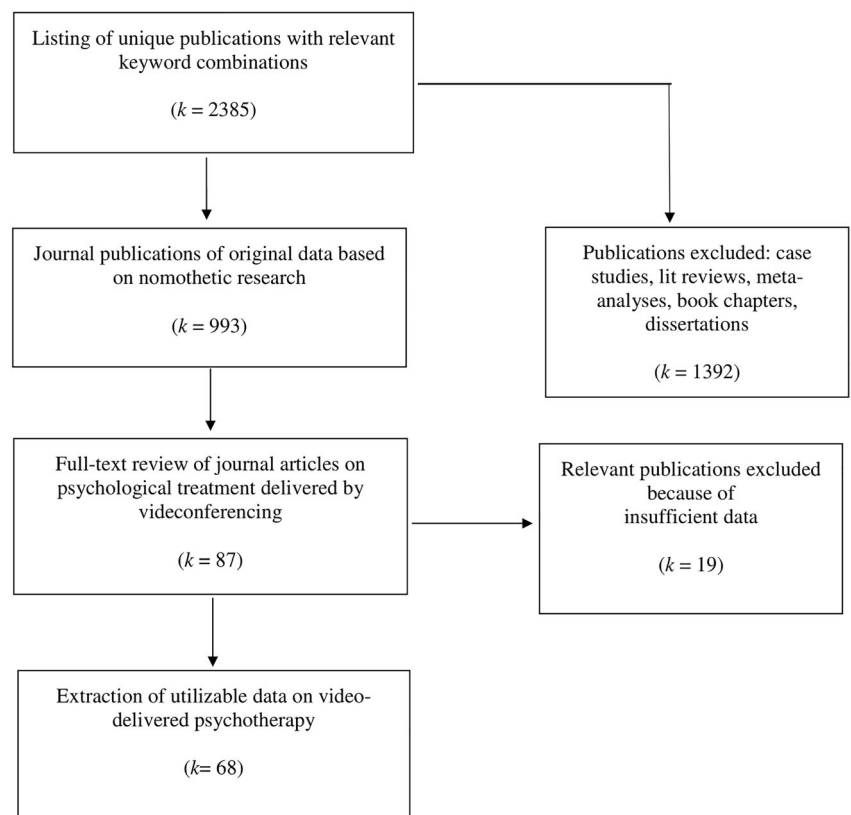 Listing of unique publications with relevant
keyword combinations
(k = 2385)
Journal publications of original data based
on nomothetic research
(k = 993)
Publications excluded: case
studies, lit reviews, meta-
analyses, book chapters,
dissertations
(k = 1392)
Full-text review of journal articles on
psychological treatment delivered by
videconferencing
(k = 87)
Relevant publications excluded
because of
insufficient data
(k = 19)
Extraction of utilizable data on video-
delivered psychotherapy
(k= 68)